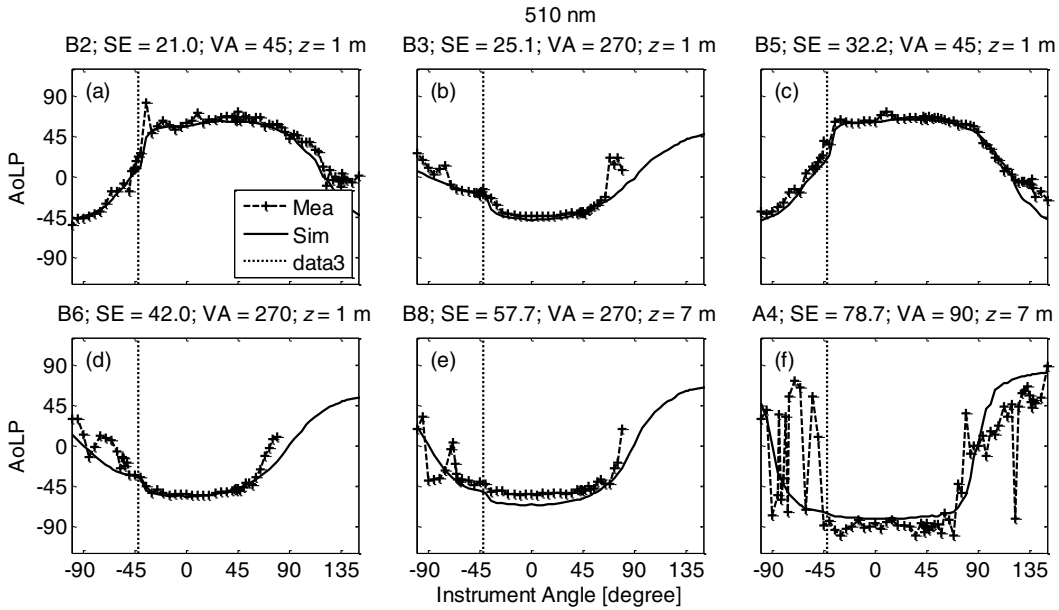 510 nm
B2; SE = 21.0; VA = 45; z = 1 m
B3; SE = 25.1; VA = 270; z = 1 m
B5; SE = 32.2; VA = 45; z = 1 m
(a)
(b)
(c)
90
45
0
-45
-90
AoLP
Mea
Sim
data3
B6; SE = 42.0; VA = 270; z = 1 m
B8; SE = 57.7; VA = 270; z = 7 m
A4; SE = 78.7; VA = 90; z = 7 m
(d)
(e)
(f)
90
45
0
-45
-90
AoLP
-90 -45 0 45 90 135
-90 -45 0 45 90 135
-90 -45 0 45 90 135
Instrument Angle [degree]